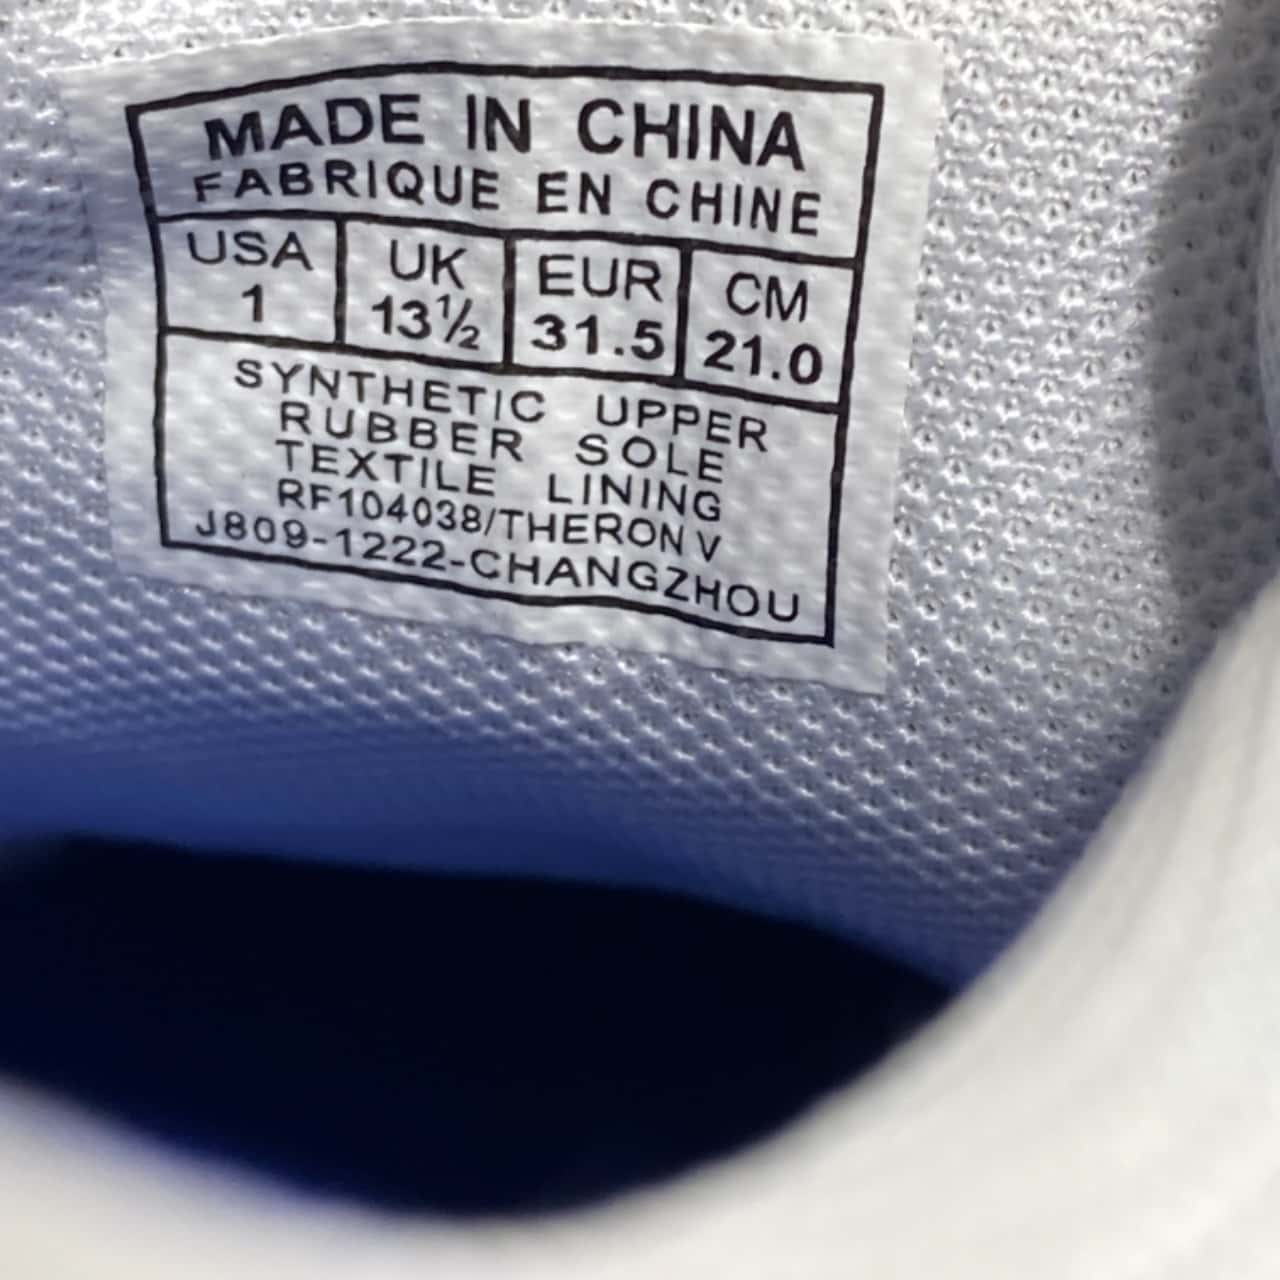 MADE IN CHINA
FABRIQUE EN CHINE
USA UK EUR CM
1 13½ 31.5 21.0
SYNTHETIC UPPER
RUBBER SOLE
TEXTILE LINING
RF104038/THERON V
J809-1222-CHANGZHOU